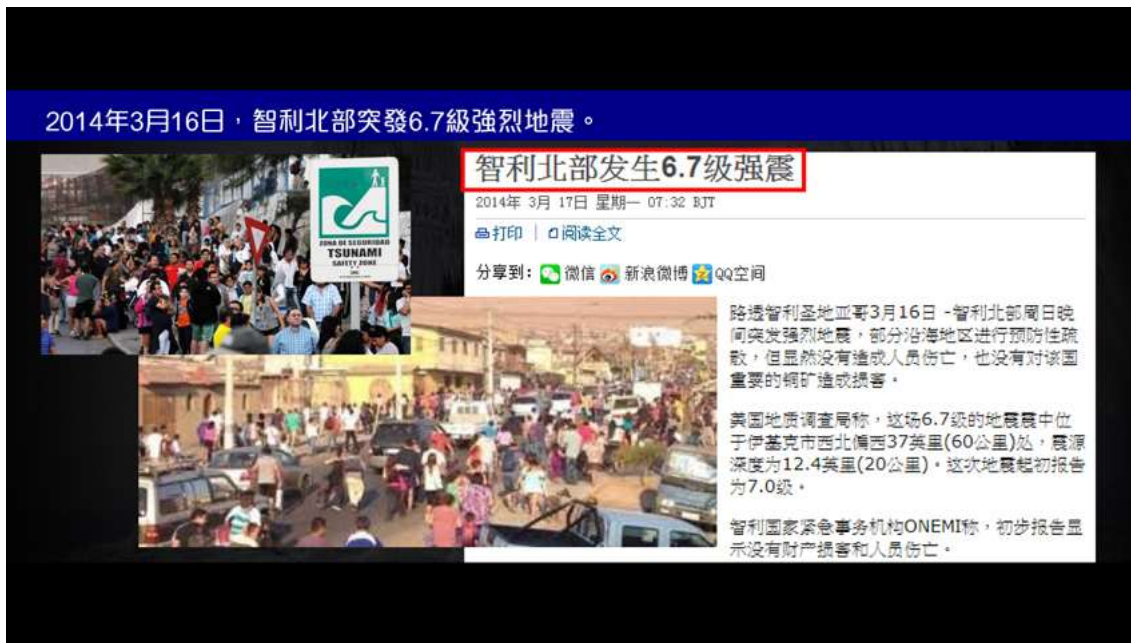 2014年3月16日，智利北部突發6.7級強烈地震。
ZONA DE SEGURIDAD
TSUNAMI
SAFETY ZONE
智利北部发生6.7级强震
2014年 3月 17日 星期一 07:32 BJT
打印 | 阅读全文
分享到: 微信 新浪微博 QQ空间
路透智利圣地亚哥3月16日 -智利北部周日晚
间突发强烈地震，部分沿海地区进行预防性疏
散，但显然没有造成人员伤亡，也没有对该国
重要的铜矿造成损害。
美国地质调查局称，这场6.7级的地震震中位
于伊基克市西北偏西37英里(60公里)处，震源
深度为12.4英里(20公里)。这次地震起初报告
为7.0级。
智利国家紧急事务机构ONEMI称，初步报告显
示没有财产损害和人员伤亡。